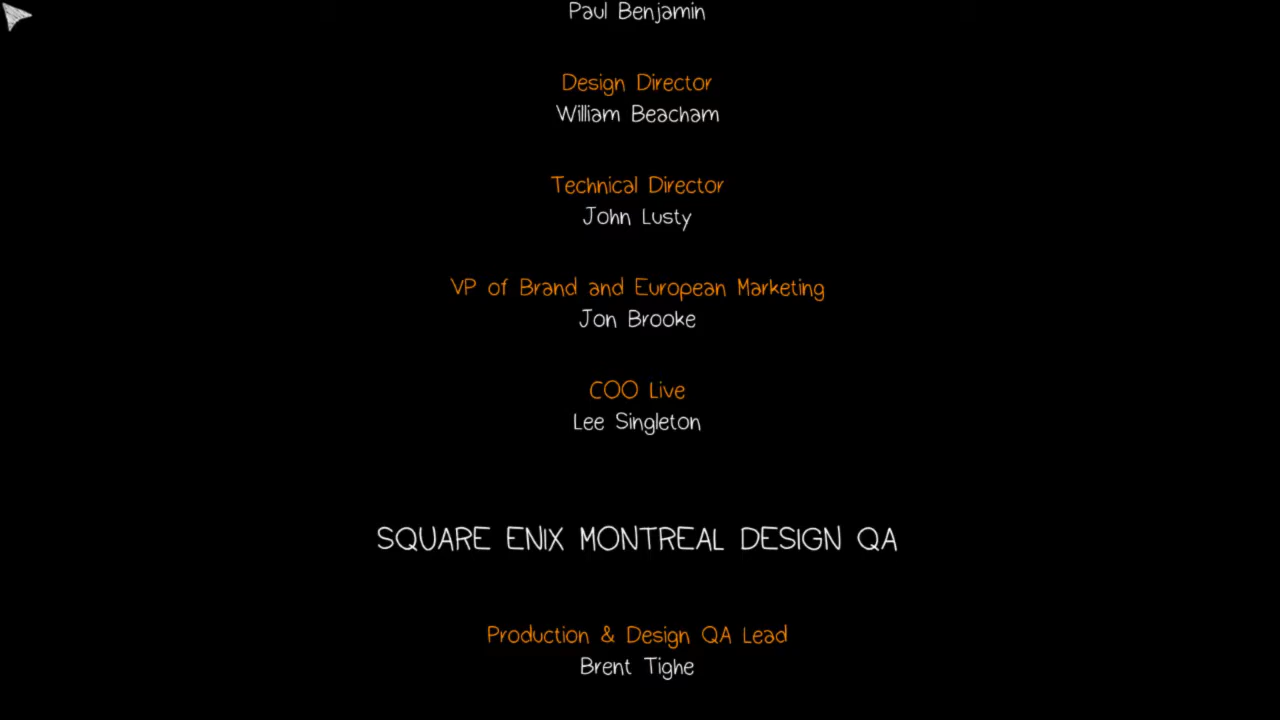 Paul Benjamin
Design Director
William Beacham
Technical Director
John Lusty
VP of Brand and European Marketing
Jon Brooke
COO Live
Lee Singleton
SQUARE ENIX MONTREAL DESIGN QA
Production & Design QA Lead
Brent Tighe